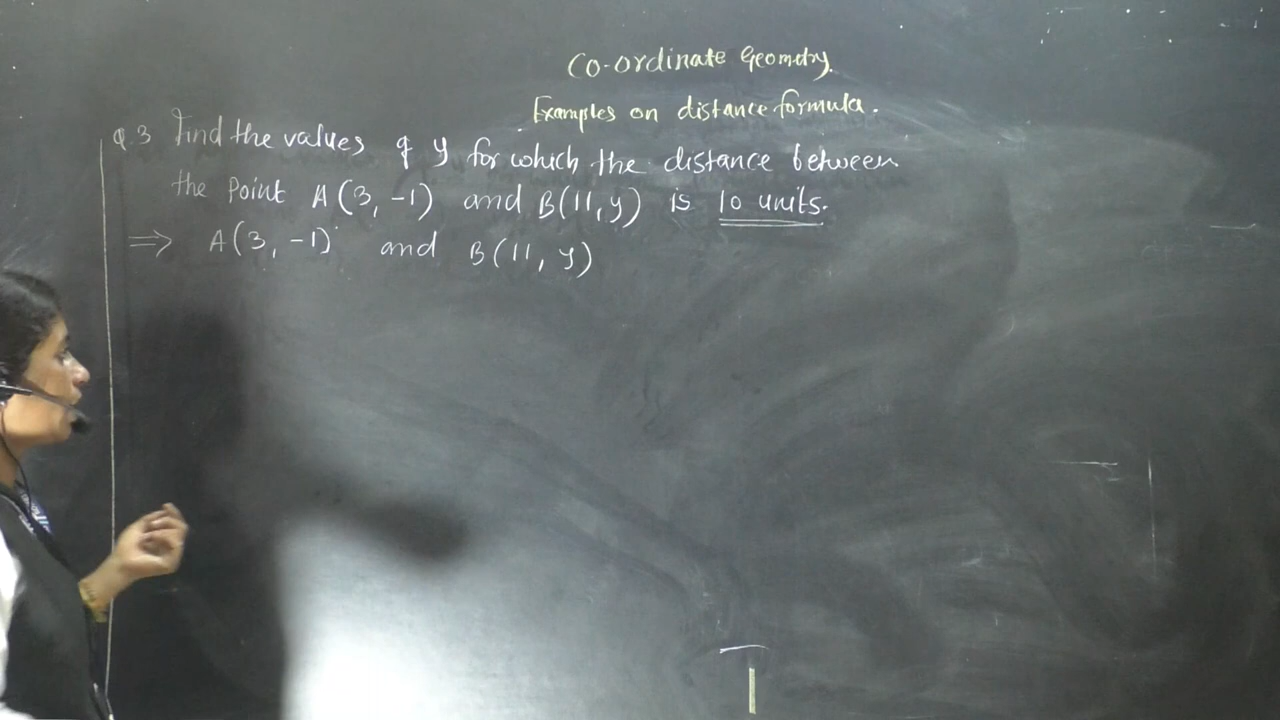 Co-ordinate Geometry.
Examples on distance formula.
Q.3 Find the values of y for which the distance between
the Point A(3, -1) and B(11, y) is 10 units.
⇒ A(3, -1) and B(11, y)